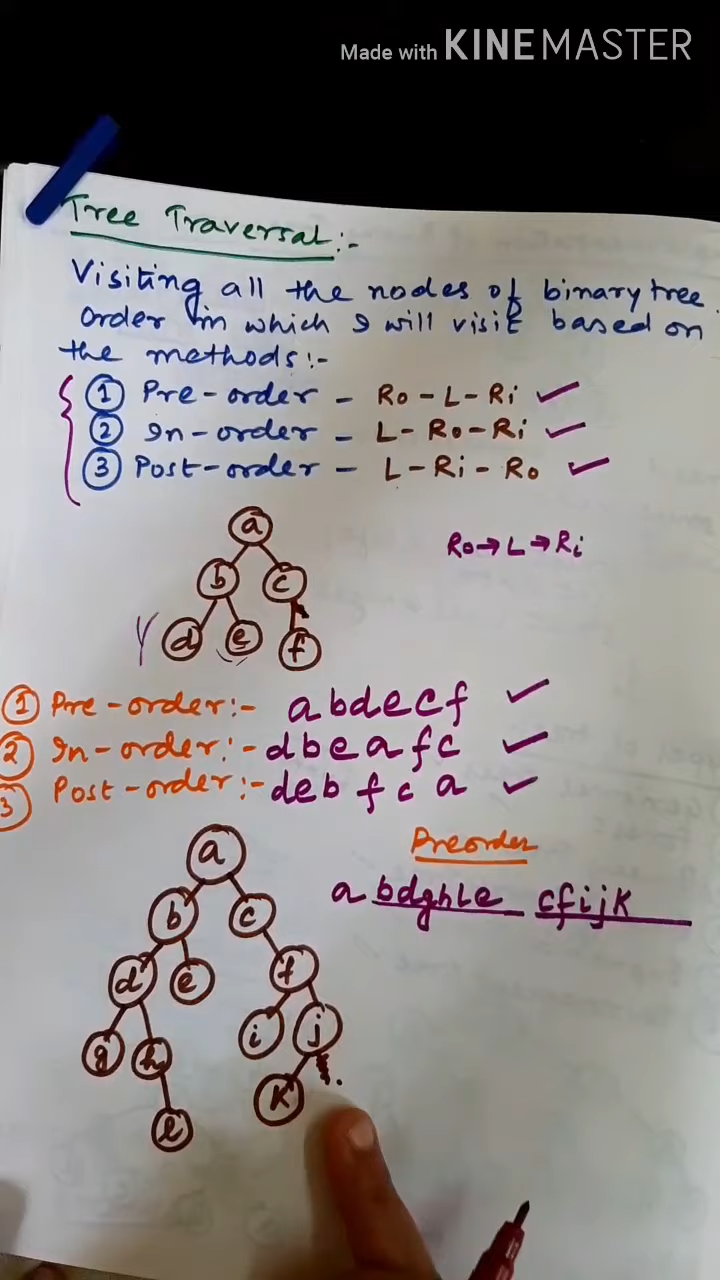 Made with KINEMASTER
Tree Traversal:-
Visiting all the nodes of binary tree.
Order in which I will visit based on
the methods:-
① Pre-order - Ro-L-Ri
② In-order - L-Ro-Ri
③ Post-order - L-Ri-Ro
a
Ro→L→Ri
b c
d e f
① Pre-order:- abdecf
② In-order:- dbeafc
③ Post-order:- deb f c a
Preorder
a bdghle cfijk
a
b c
d e f
g h i j
l k